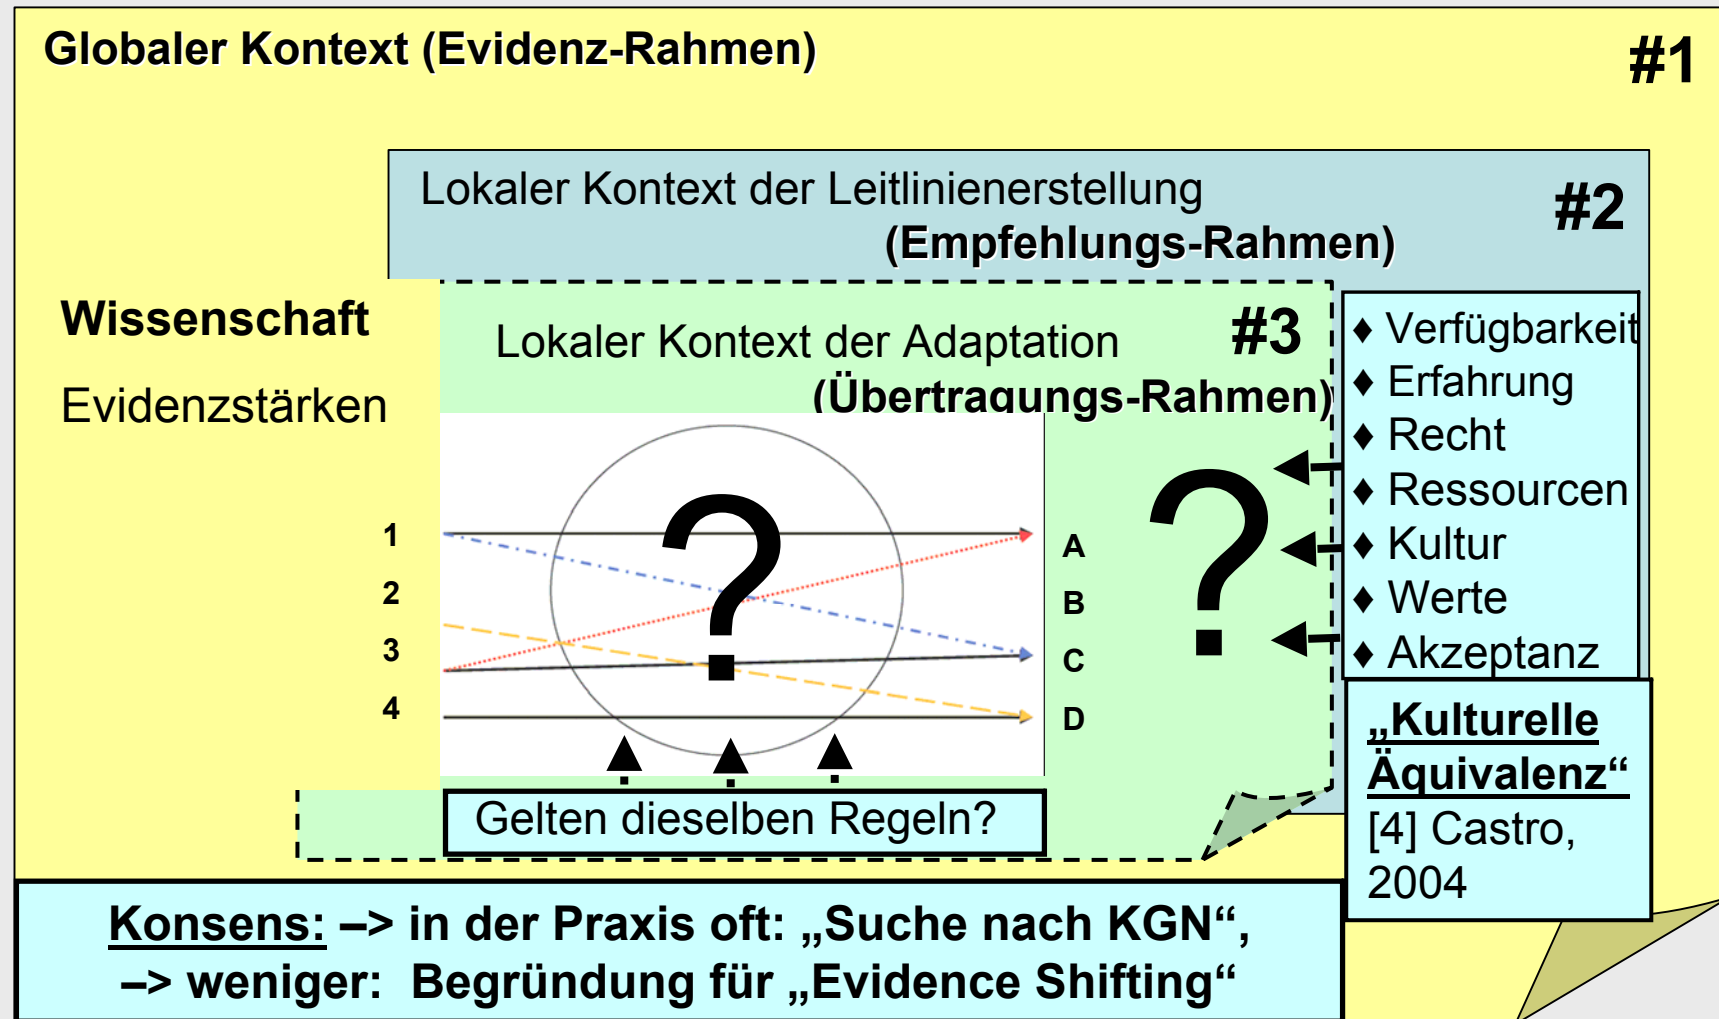 Globaler Kontext (Evidenz-Rahmen)
#1
Lokaler Kontext der Leitlinienerstellung
(Empfehlungs-Rahmen)
#2
Wissenschaft
Evidenzstärken
Lokaler Kontext der Adaptation
(Übertragungs-Rahmen)
#3
♦ Verfügbarkeit
♦ Erfahrung
♦ Recht
♦ Ressourcen
♦ Kultur
♦ Werte
♦ Akzeptanz
1
2
3
4
?
A
B
C
D
?
Gelten dieselben Regeln?
„Kulturelle
Äquivalenz“
[4] Castro,
2004
Konsens: –> in der Praxis oft: „Suche nach KGN“,
–> weniger: Begründung für „Evidence Shifting“